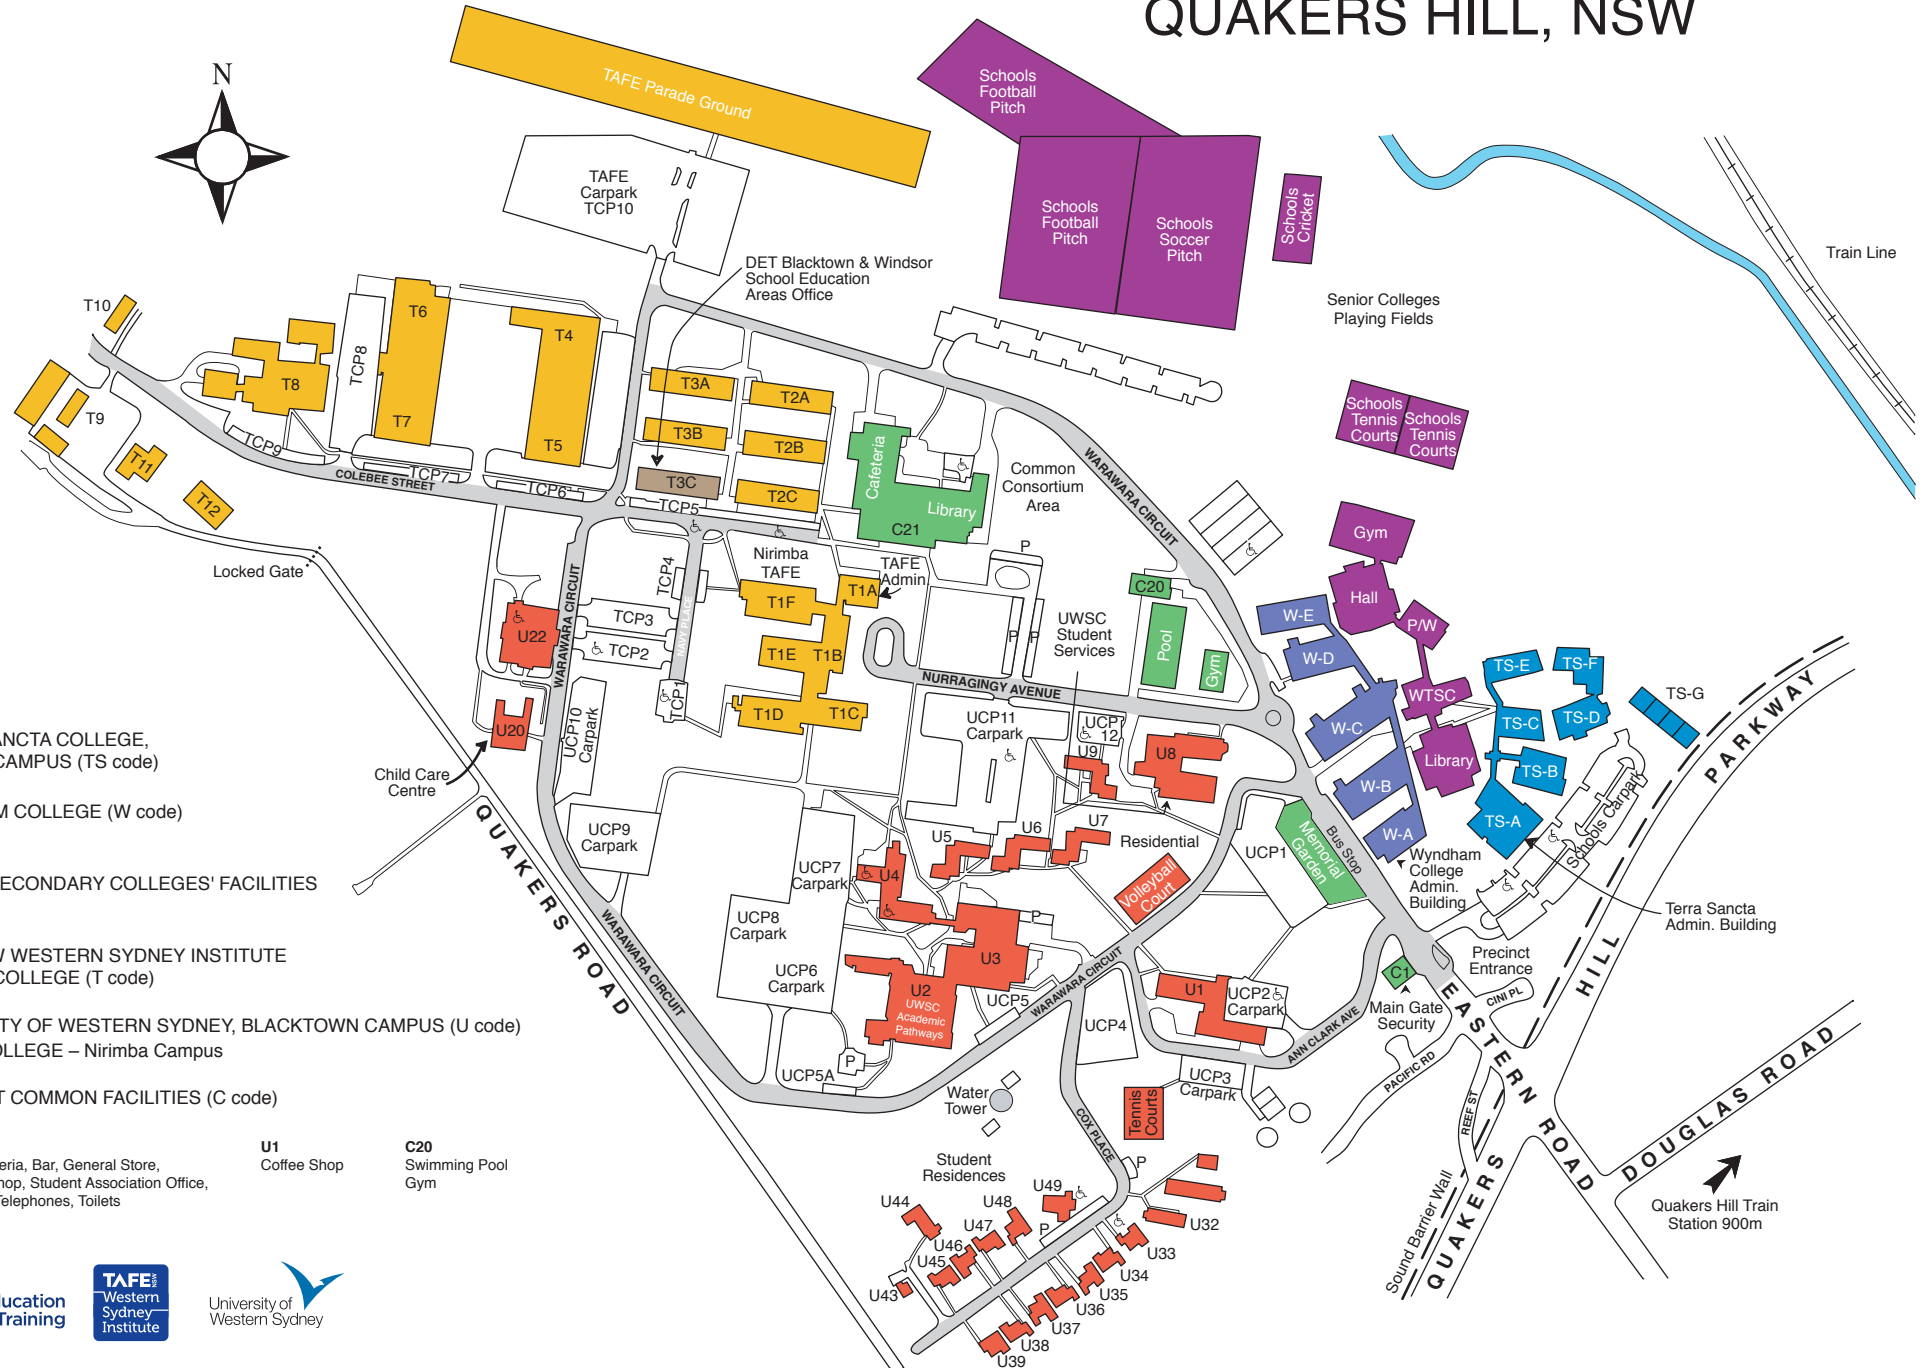 QUAKERS HILL, NSW
N
TAFE Parade Ground
Schools
Football
Pitch
TAFE
Carpark
TCP10
Schools
Football
Pitch
Schools
Soccer
Pitch
Schools
Cricket
Train Line
DET Blacktown & Windsor
School Education
Areas Office
Senior Colleges
Playing Fields
T10
T6
T4
TCP8
T8
T7
T5
T9
T11
T12
TCP9
TCP7
TCP6
COLEBEE STREET
T3A
T2A
T3B
T2B
T3C
T2C
TCP5
Cafeteria
Library
C21
Common
Consortium
Area
WARAWARA CIRCUIT
Schools
Tennis
Courts
Schools
Tennis
Courts
Locked Gate
Nirimba
TAFE
TAFE
Admin.
TCP4
T1F
T1A
T1E
T1B
T1D
T1C
TCP3
TCP2
TCP1
NAVY PLACE
WARAWARA CIRCUIT
U22
U20
UCP10
Carpark
Child Care
Centre
P
P
P
UWSC
Student
Services
C20
Pool
Gym
NURRAGINGY AVENUE
Gym
Hall
P/W
WTSC
Library
W-E
W-D
W-C
W-B
W-A
TS-E
TS-F
TS-C
TS-D
TS-B
TS-A
TS-G
Schools Carpark
UCP11
Carpark
UCP
12
U9
U8
U5
U6
U7
Residential
Volleyball
Court
UCP1
Memorial
Garden
Bus Stop
Wyndham
College
Admin.
Building
Terra Sancta
Admin. Building
Precinct
Entrance
C1
Main Gate
Security
CINI PL
PACIFIC RD
REEF ST
UCP9
Carpark
UCP7
Carpark
UCP8
Carpark
UCP6
Carpark
U4
P
U3
U2
UWSC
Academic
Pathways
UCP5
UCP5A
P
WARAWARA CIRCUIT
WARAWARA CIRCUIT
UCP4
U1
UCP2
Carpark
ANN CLARK AVE
UCP3
Carpark
Tennis
Courts
Water
Tower
COX PLACE
Student
Residences
P
P
U49
U48
U47
U44
U46
U45
U43
U32
U33
U34
U35
U36
U37
U38
U39
QUAKERS ROAD
QUAKERS
HILL
PARKWAY
EASTERN ROAD
DOUGLAS ROAD
Sound Barrier Wall
Quakers Hill Train
Station 900m
ANCTA COLLEGE,
CAMPUS (TS code)
M COLLEGE (W code)
ECONDARY COLLEGES' FACILITIES
W WESTERN SYDNEY INSTITUTE
COLLEGE (T code)
TY OF WESTERN SYDNEY, BLACKTOWN CAMPUS (U code)
OLLEGE – Nirimba Campus
T COMMON FACILITIES (C code)
eria, Bar, General Store,
hop, Student Association Office,
Telephones, Toilets
U1
Coffee Shop
C20
Swimming Pool
Gym
ducation
Training
TAFE NSW
Western
Sydney
Institute
University of
Western Sydney